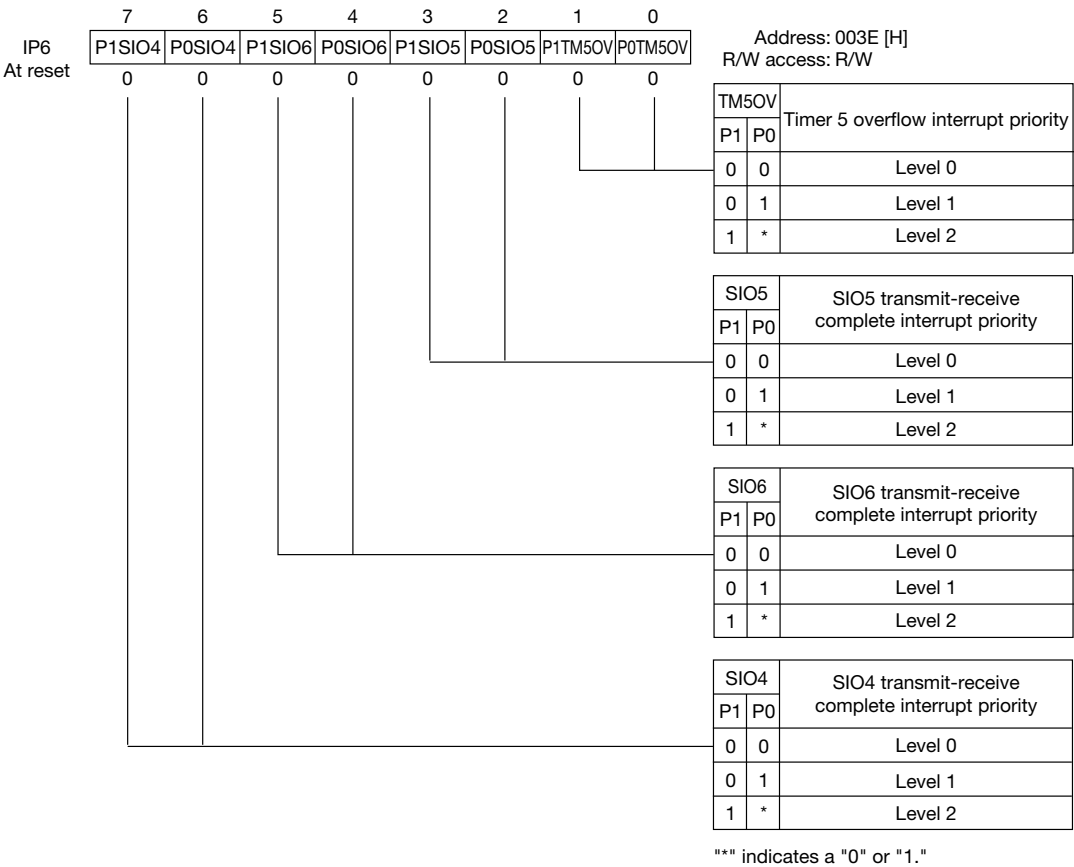 7 6 5 4 3 2 1 0
IP6 P1SIO4 P0SIO4 P1SIO6 P0SIO6 P1SIO5 P0SIO5 P1TM5OV P0TM5OV
At reset 0 0 0 0 0 0 0 0
Address: 003E [H]
R/W access: R/W
TM5OV Timer 5 overflow interrupt priority
P1 P0
0 0 Level 0
0 1 Level 1
1 * Level 2
SIO5 SIO5 transmit-receive
P1 P0 complete interrupt priority
0 0 Level 0
0 1 Level 1
1 * Level 2
SIO6 SIO6 transmit-receive
P1 P0 complete interrupt priority
0 0 Level 0
0 1 Level 1
1 * Level 2
SIO4 SIO4 transmit-receive
P1 P0 complete interrupt priority
0 0 Level 0
0 1 Level 1
1 * Level 2
"*" indicates a "0" or "1."